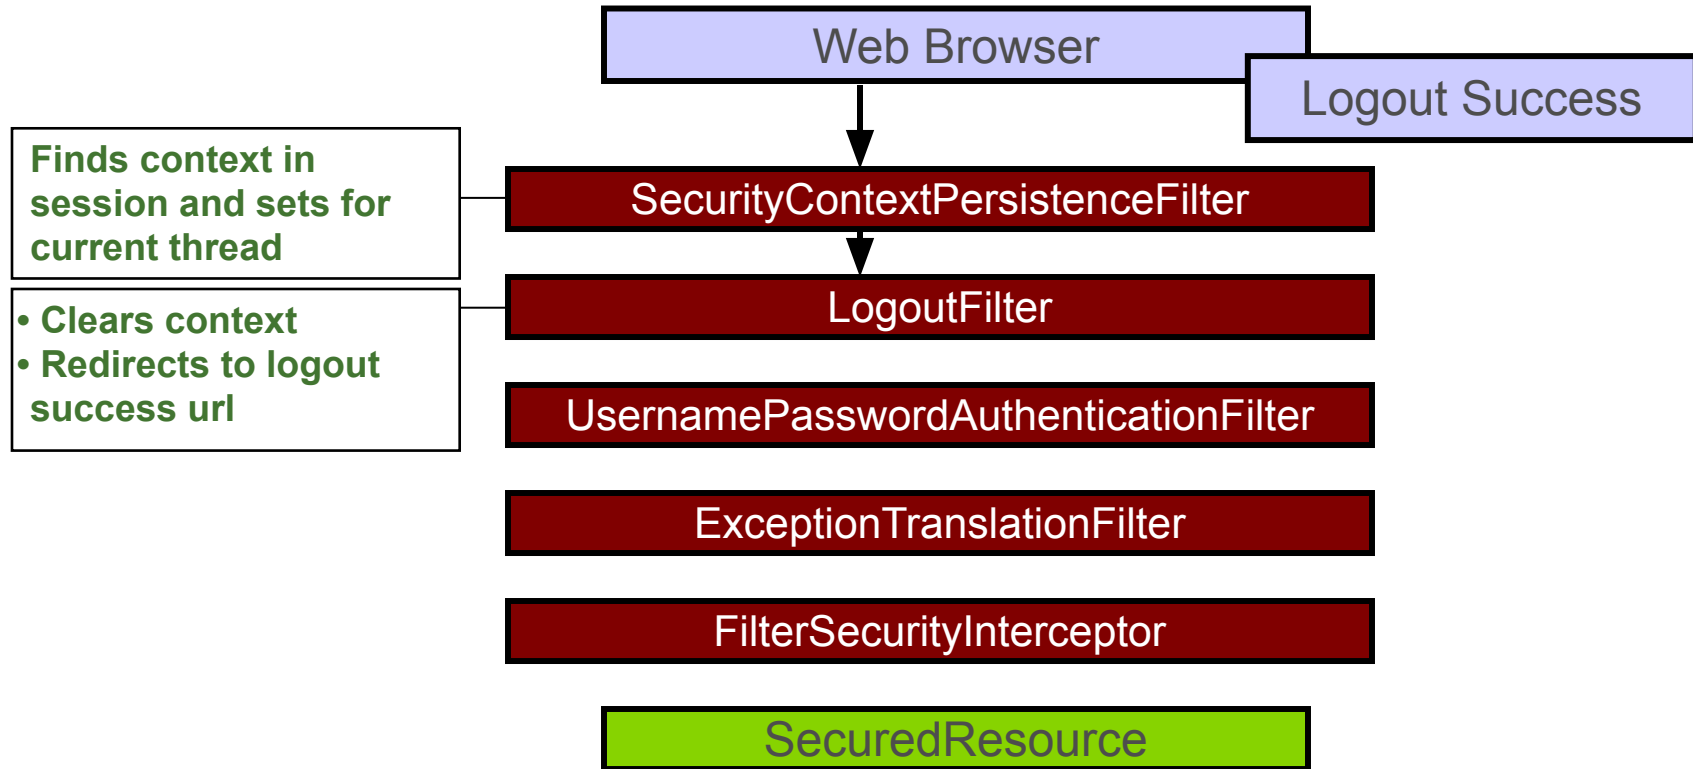 Web Browser
Logout Success
Finds context in
session and sets for
current thread
SecurityContextPersistenceFilter
• Clears context
• Redirects to logout
success url
LogoutFilter
UsernamePasswordAuthenticationFilter
ExceptionTranslationFilter
FilterSecurityInterceptor
SecuredResource